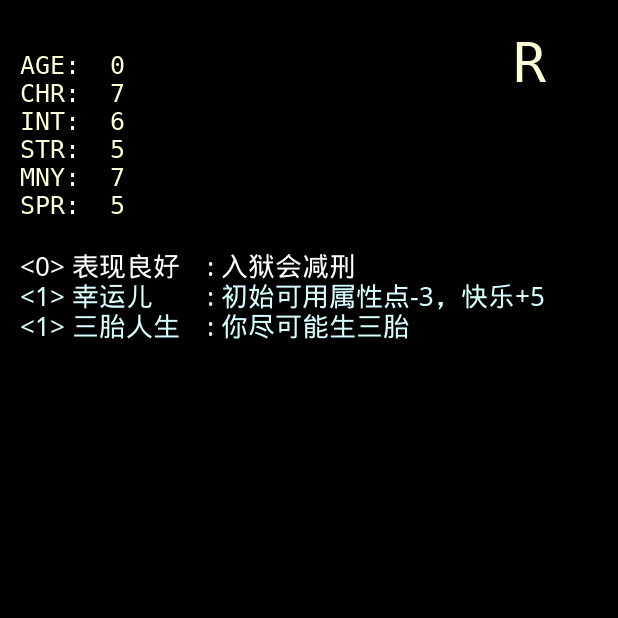 R
AGE: 0
CHR: 7
INT: 6
STR: 5
MNY: 7
SPR: 5
<0> 表现良好 : 入狱会减刑
<1> 幸运儿 : 初始可用属性点-3，快乐+5
<1> 三胎人生 : 你尽可能生三胎